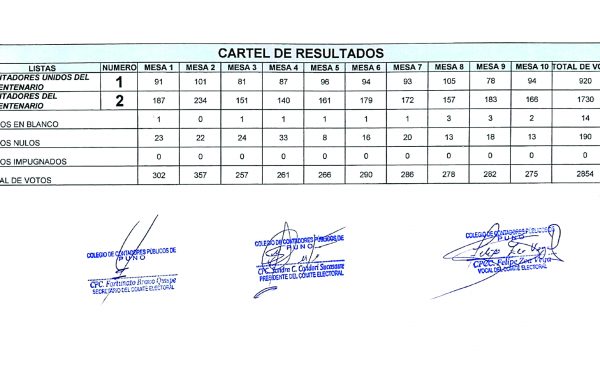 CARTEL DE RESULTADOS
LISTAS NUMERO MESA 1 MESA 2 MESA 3 MESA 4 MESA 5 MESA 6 MESA 7 MESA 8 MESA 9 MESA 10 TOTAL DE VO
NTADORES UNIDOS DEL
ENTENARIO 1 91 101 81 87 96 94 93 105 78 94 920
NTADORES DEL
ENTENARIO 2 187 234 151 140 161 179 172 157 183 166 1730
OS EN BLANCO 1 0 1 1 1 1 1 3 3 2 14
OS NULOS 23 22 24 33 8 16 20 13 18 13 190
OS IMPUGNADOS 0 0 0 0 0 0 0 0 0 0 0
AL DE VOTOS 302 357 257 261 266 290 286 278 282 275 2854
COLEGIO DE CONTADORES PÚBLICOS DE
PUNO
CPC. Fortunato Bravo Quispe
SECRETARIO DEL COMITE ELECTORAL
COLEGIO DE CONTADORES PÚBLICOS DE
PUNO
CPC. Sandra C. Calderi
PRESIDENTE DEL COMITE ELECTORAL
COLEGIO DE CONTADORES PÚBLICOS DE
PUNO
CPCC. Felipe Zea Vega
VOCAL DEL COMITE ELECTORAL